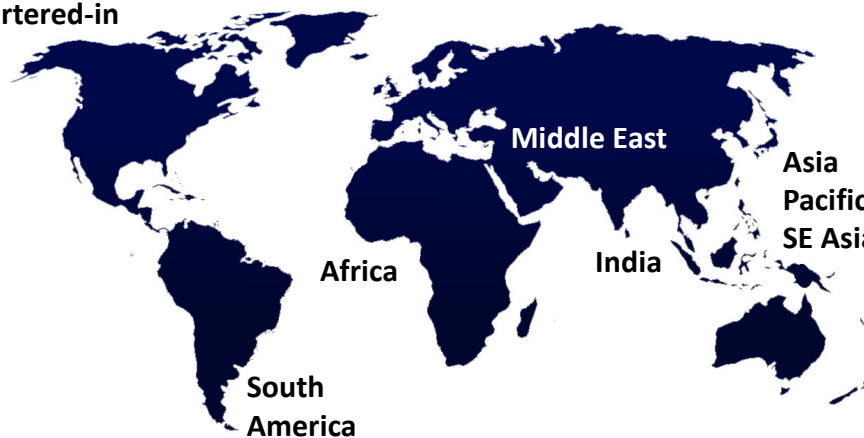 rtered-in
Middle East
Asia
Pacific
SE Asia
Africa
India
South
America